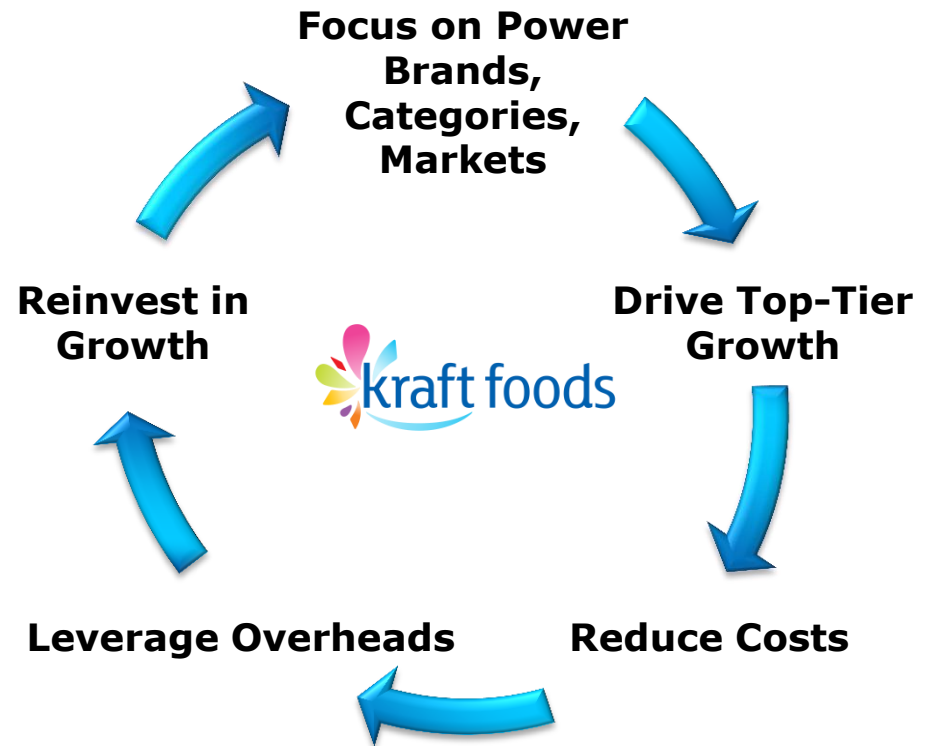 Focus on Power
Brands,
Categories,
Markets
Reinvest in
Growth
Drive Top-Tier
Growth
kraft foods
Leverage Overheads
Reduce Costs